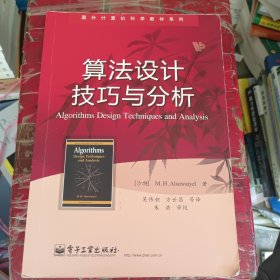 国外计算机科学教材系列
算法设计
技巧与分析
Algorithms Design Techniques and Analysis
Algorithms
Design Techniques
and Analysis
M. H. Alsuwaiyel
[沙特] M. H. Alsuwaiyel 著
吴伟昶 方世昌 等译
朱洪 审校
电子工业出版社